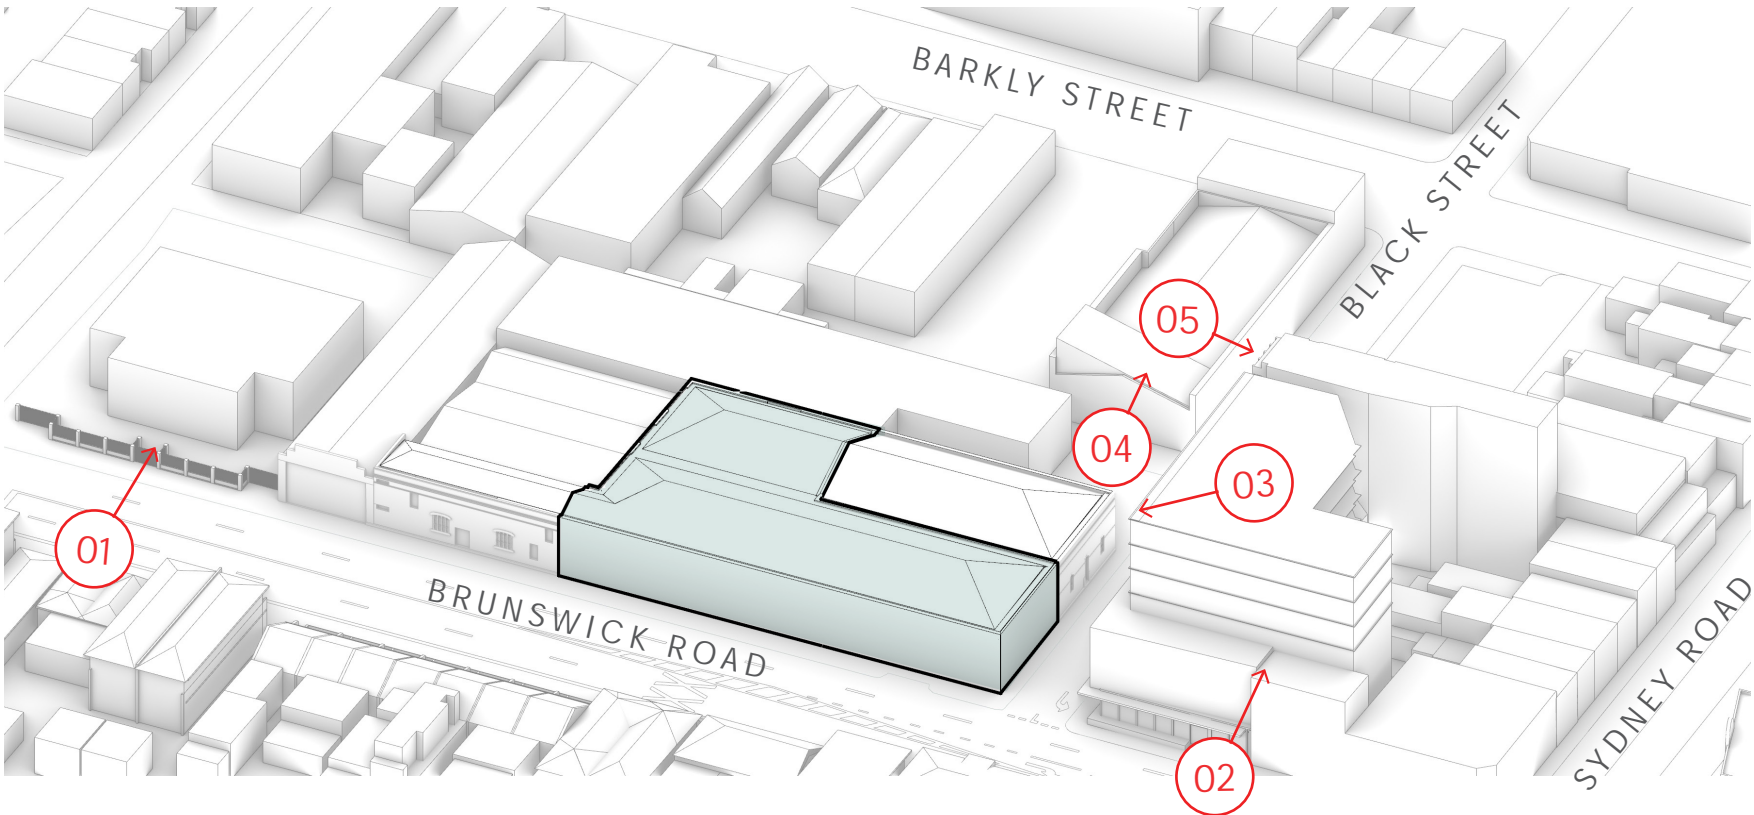 BARKLY STREET
BLACK STREET
05
04
03
01
BRUNSWICK ROAD
SYDNEY ROAD
02